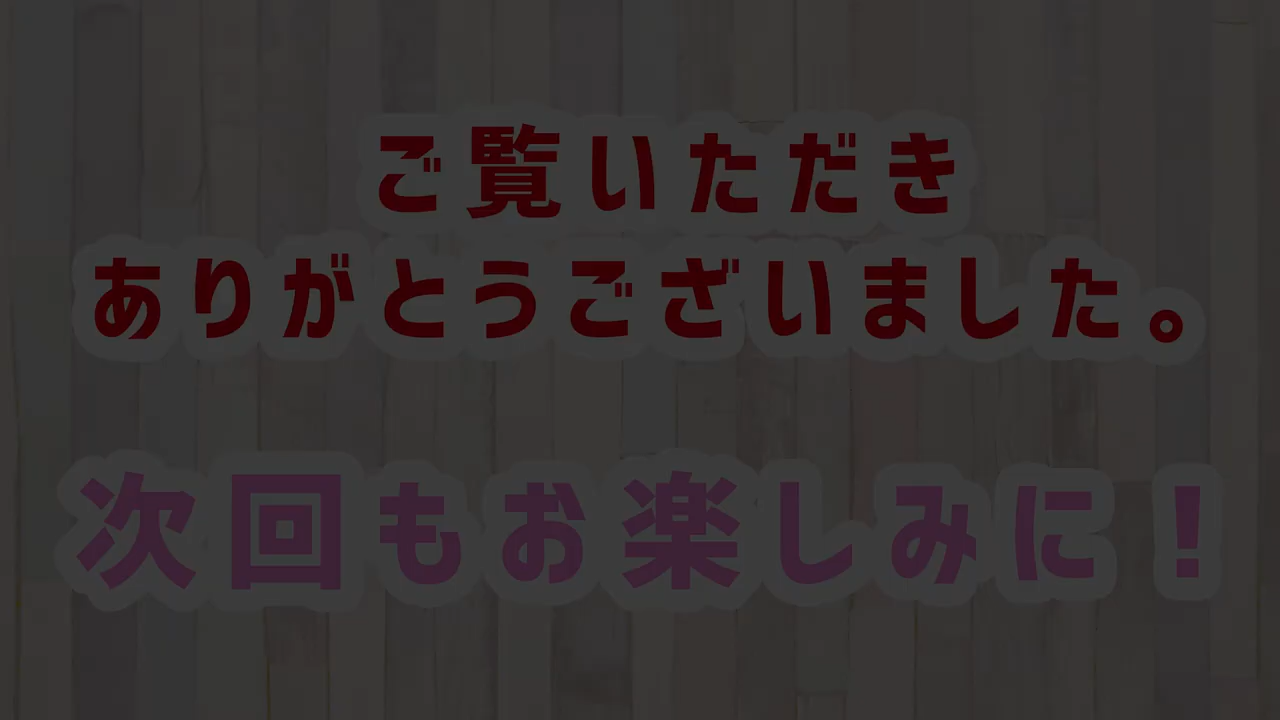 ご覧いただき
ありがとうございました。
次回もお楽しみに！